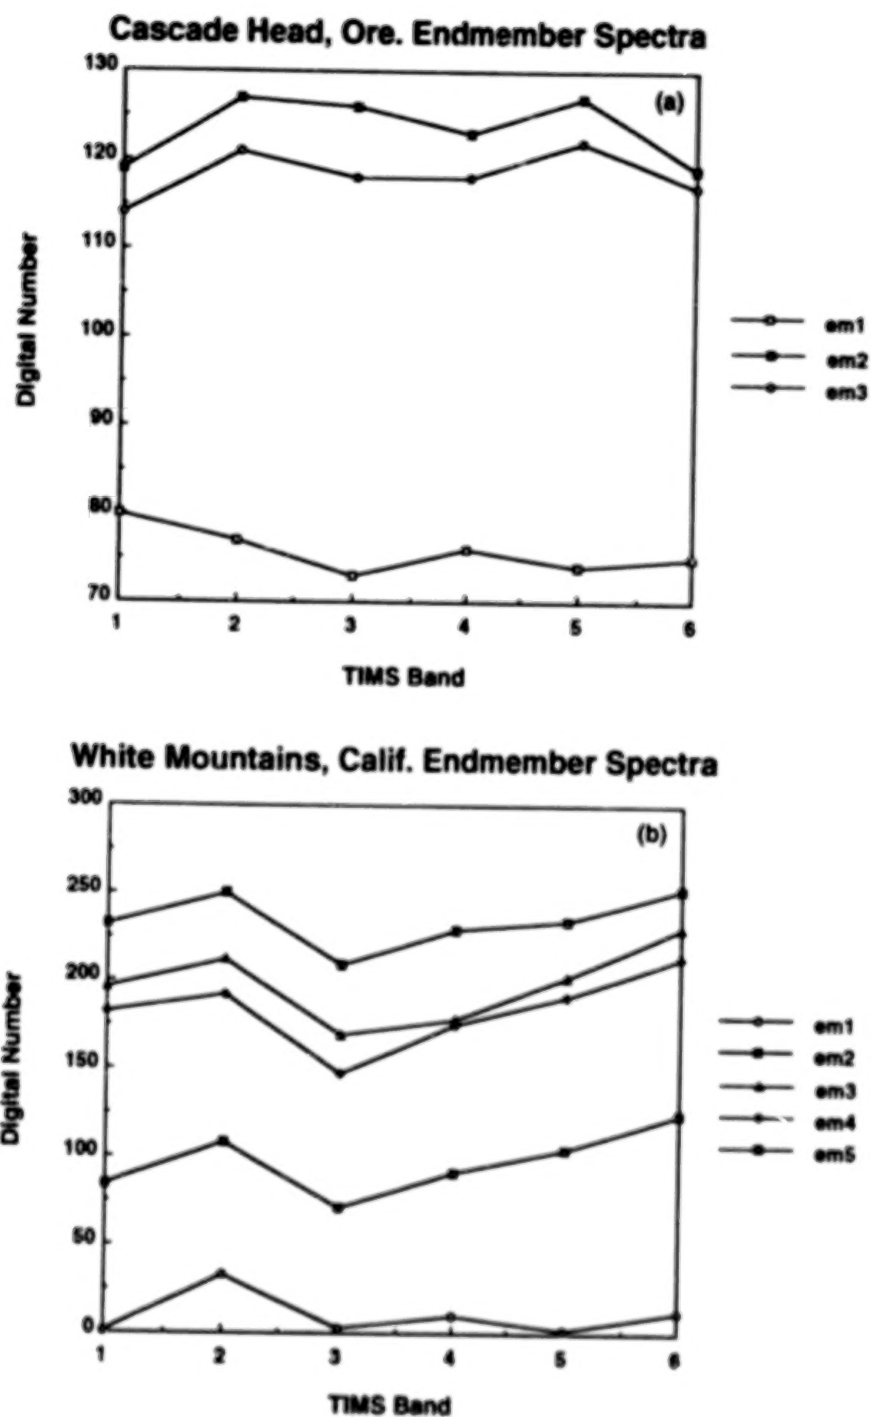 Cascade Head, Ore. Endmember Spectra
130
(a)
120
110
100
90
80
70
Digital Number
em1
em2
em3
1 2 3 4 5 6
TIMS Band
White Mountains, Calif. Endmember Spectra
300
(b)
250
200
150
100
50
0
Digital Number
em1
em2
em3
em4
em5
1 2 3 4 5 6
TIMS Band